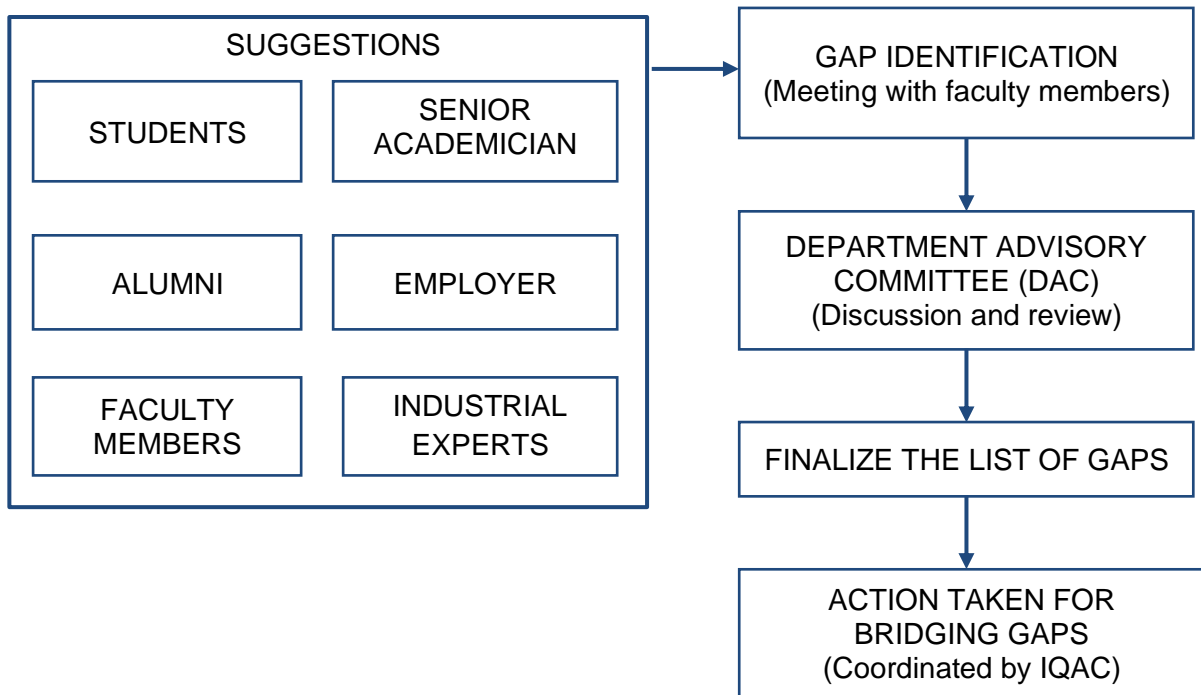 SUGGESTIONS
STUDENTS
SENIOR
ACADEMICIAN
ALUMNI
EMPLOYER
FACULTY
MEMBERS
INDUSTRIAL
EXPERTS
GAP IDENTIFICATION
(Meeting with faculty members)
DEPARTMENT ADVISORY
COMMITTEE (DAC)
(Discussion and review)
FINALIZE THE LIST OF GAPS
ACTION TAKEN FOR
BRIDGING GAPS
(Coordinated by IQAC)